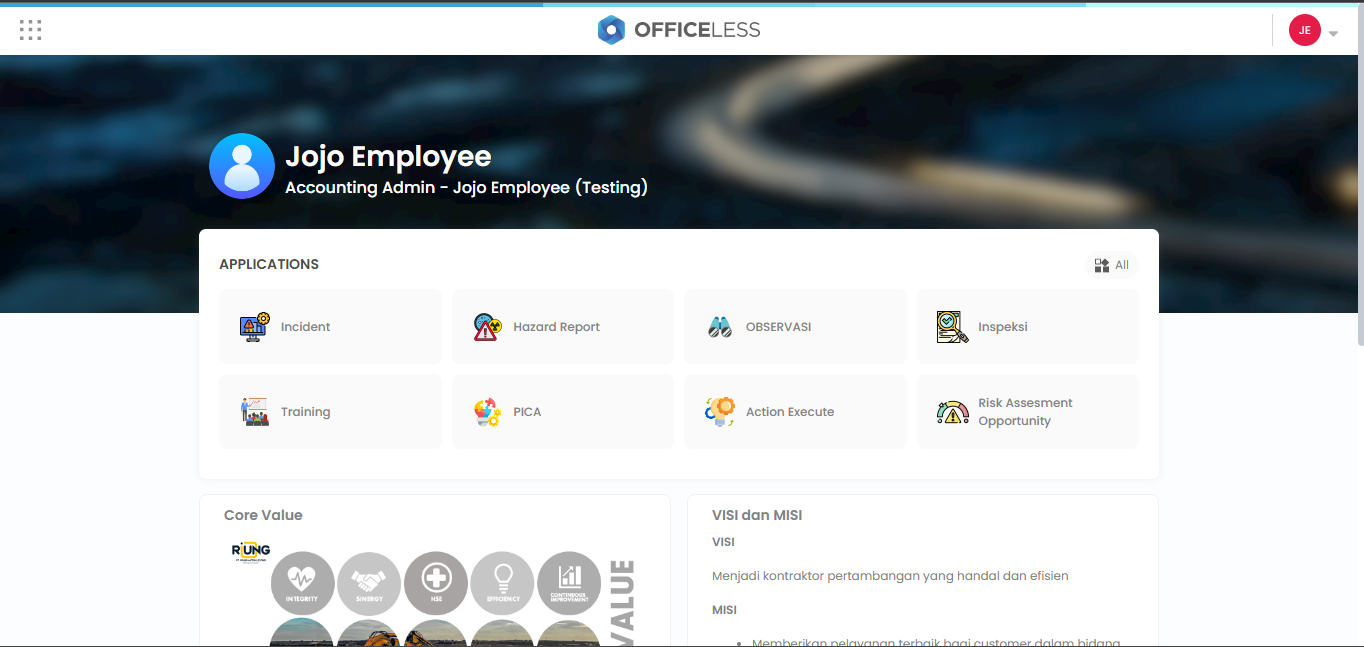 OFFICELESS
JE
Jojo Employee
Accounting Admin - Jojo Employee (Testing)
APPLICATIONS
All
Incident
Hazard Report
OBSERVASI
Inspeksi
Training
PICA
Action Execute
Risk Assesment
Opportunity
Core Value
RIUNG
INTEGRITY
SINERGY
HSE
EFFICIENCY
CONTINUOUS
IMPROVEMENT
VALUE
VISI dan MISI
VISI
Menjadi kontraktor pertambangan yang handal dan efisien
MISI
• Memberikan pelayanan terbaik bagi customer dalam bidang